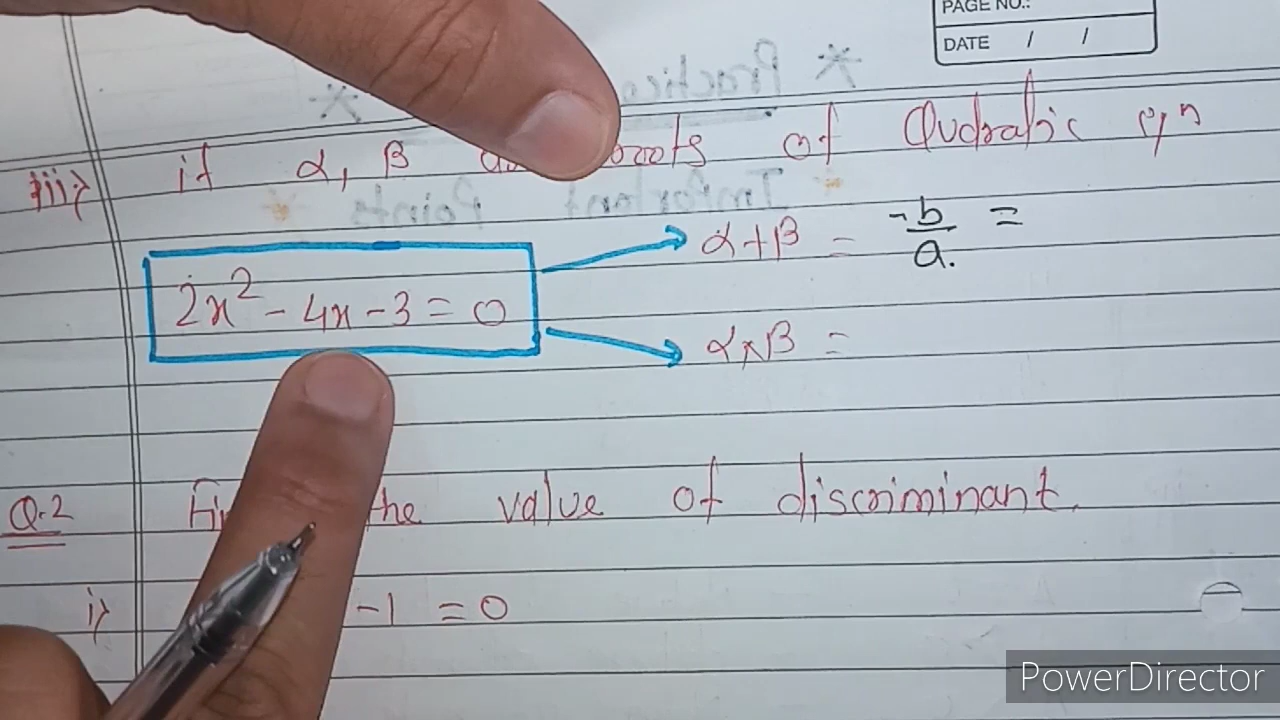 PAGE NO.:
DATE / /
iii) if α, β roots of Qudratic eqn
2x² - 4x - 3 = 0
α+β = -b/a. =
α×β =
Q.2 the value of discriminant.
i) -1 = 0
PowerDirector